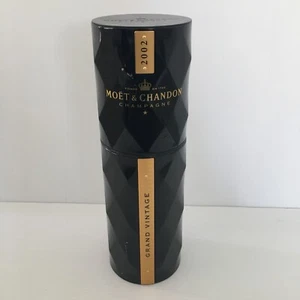 2002
MOËT & CHANDON
CHAMPAGNE
GRAND VINTAGE